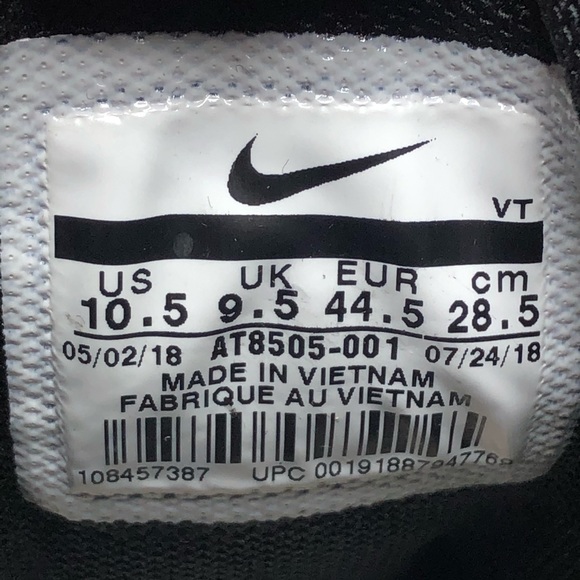 VT
US UK EUR cm
10.5 9.5 44.5 28.5
05/02/18 AT8505-001 07/24/18
MADE IN VIETNAM
FABRIQUE AU VIETNAM
108457387 UPC